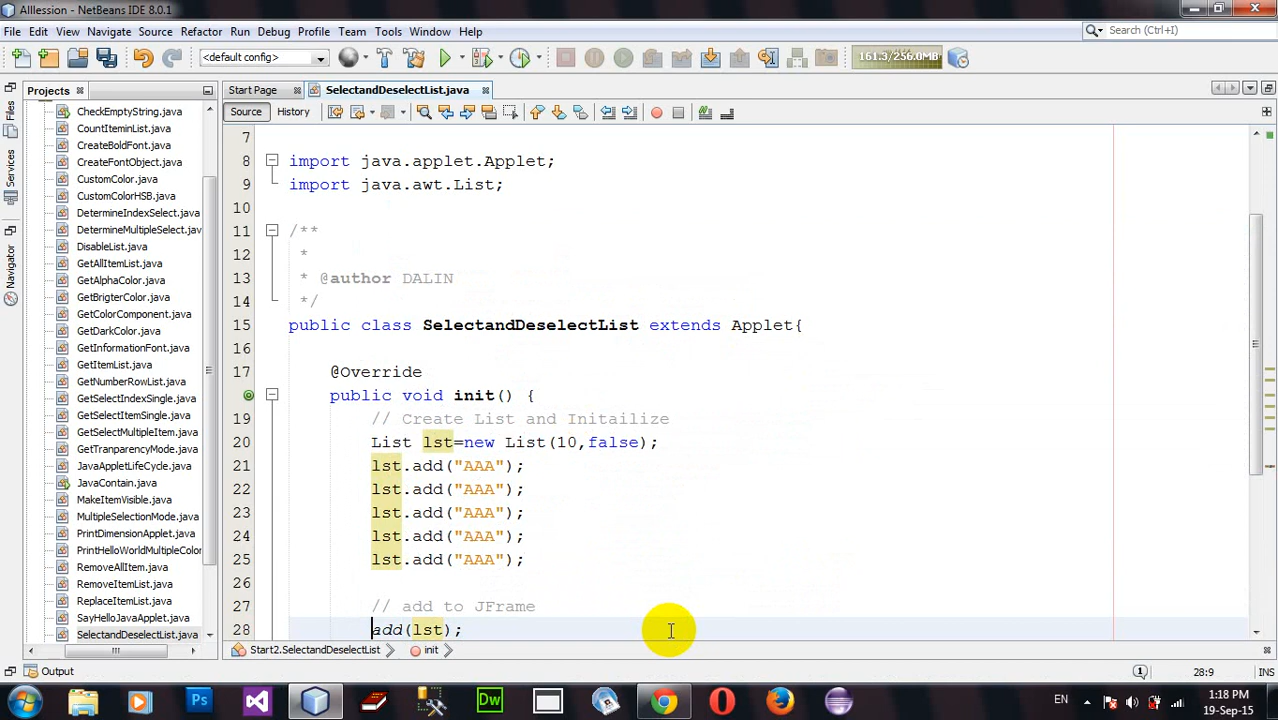 Alllession - NetBeans IDE 8.0.1
File Edit View Navigate Source Refactor Run Debug Profile Team Tools Window Help
Search (Ctrl+I)
<default config>
161.3/256.0MB
Projects
Start Page
SelectandDeselectList.java
Source
History
Files
Services
Navigator
CheckEmptyString.java
CountIteminList.java
CreateBoldFont.java
CreateFontObject.java
CustomColor.java
CustomColorHSB.java
DetermineIndexSelect.java
DetermineMultipleSelect.jav
DisableList.java
GetAllItemList.java
GetAlphaColor.java
GetBrigterColor.java
GetColorComponent.java
GetDarkColor.java
GetInformationFont.java
GetItemList.java
GetNumberRowList.java
GetSelectIndexSingle.java
GetSelectItemSingle.java
GetSelectMultipleItem.java
GetTranparencyMode.java
JavaAppletLifeCycle.java
JavaContain.java
MakeItemVisible.java
MultipleSelectionMode.java
PrintDimensionApplet.java
PrintHelloWorldMultipleColor
RemoveAllItem.java
RemoveItemList.java
ReplaceItemList.java
SayHelloJavaApplet.java
SelectandDeselectList.java
7
8 import java.applet.Applet;
9 import java.awt.List;
10
11 /**
12 *
13 * @author DALIN
14 */
15 public class SelectandDeselectList extends Applet{
16
17 @Override
18 public void init() {
19 // Create List and Initailize
20 List lst=new List(10,false);
21 lst.add("AAA");
22 lst.add("AAA");
23 lst.add("AAA");
24 lst.add("AAA");
25 lst.add("AAA");
26
27 // add to JFrame
28 add(lst);
Start2.SelectandDeselectList
init
Output
1
28:9
INS
Ps
Dw
EN
1:18 PM
19-Sep-15